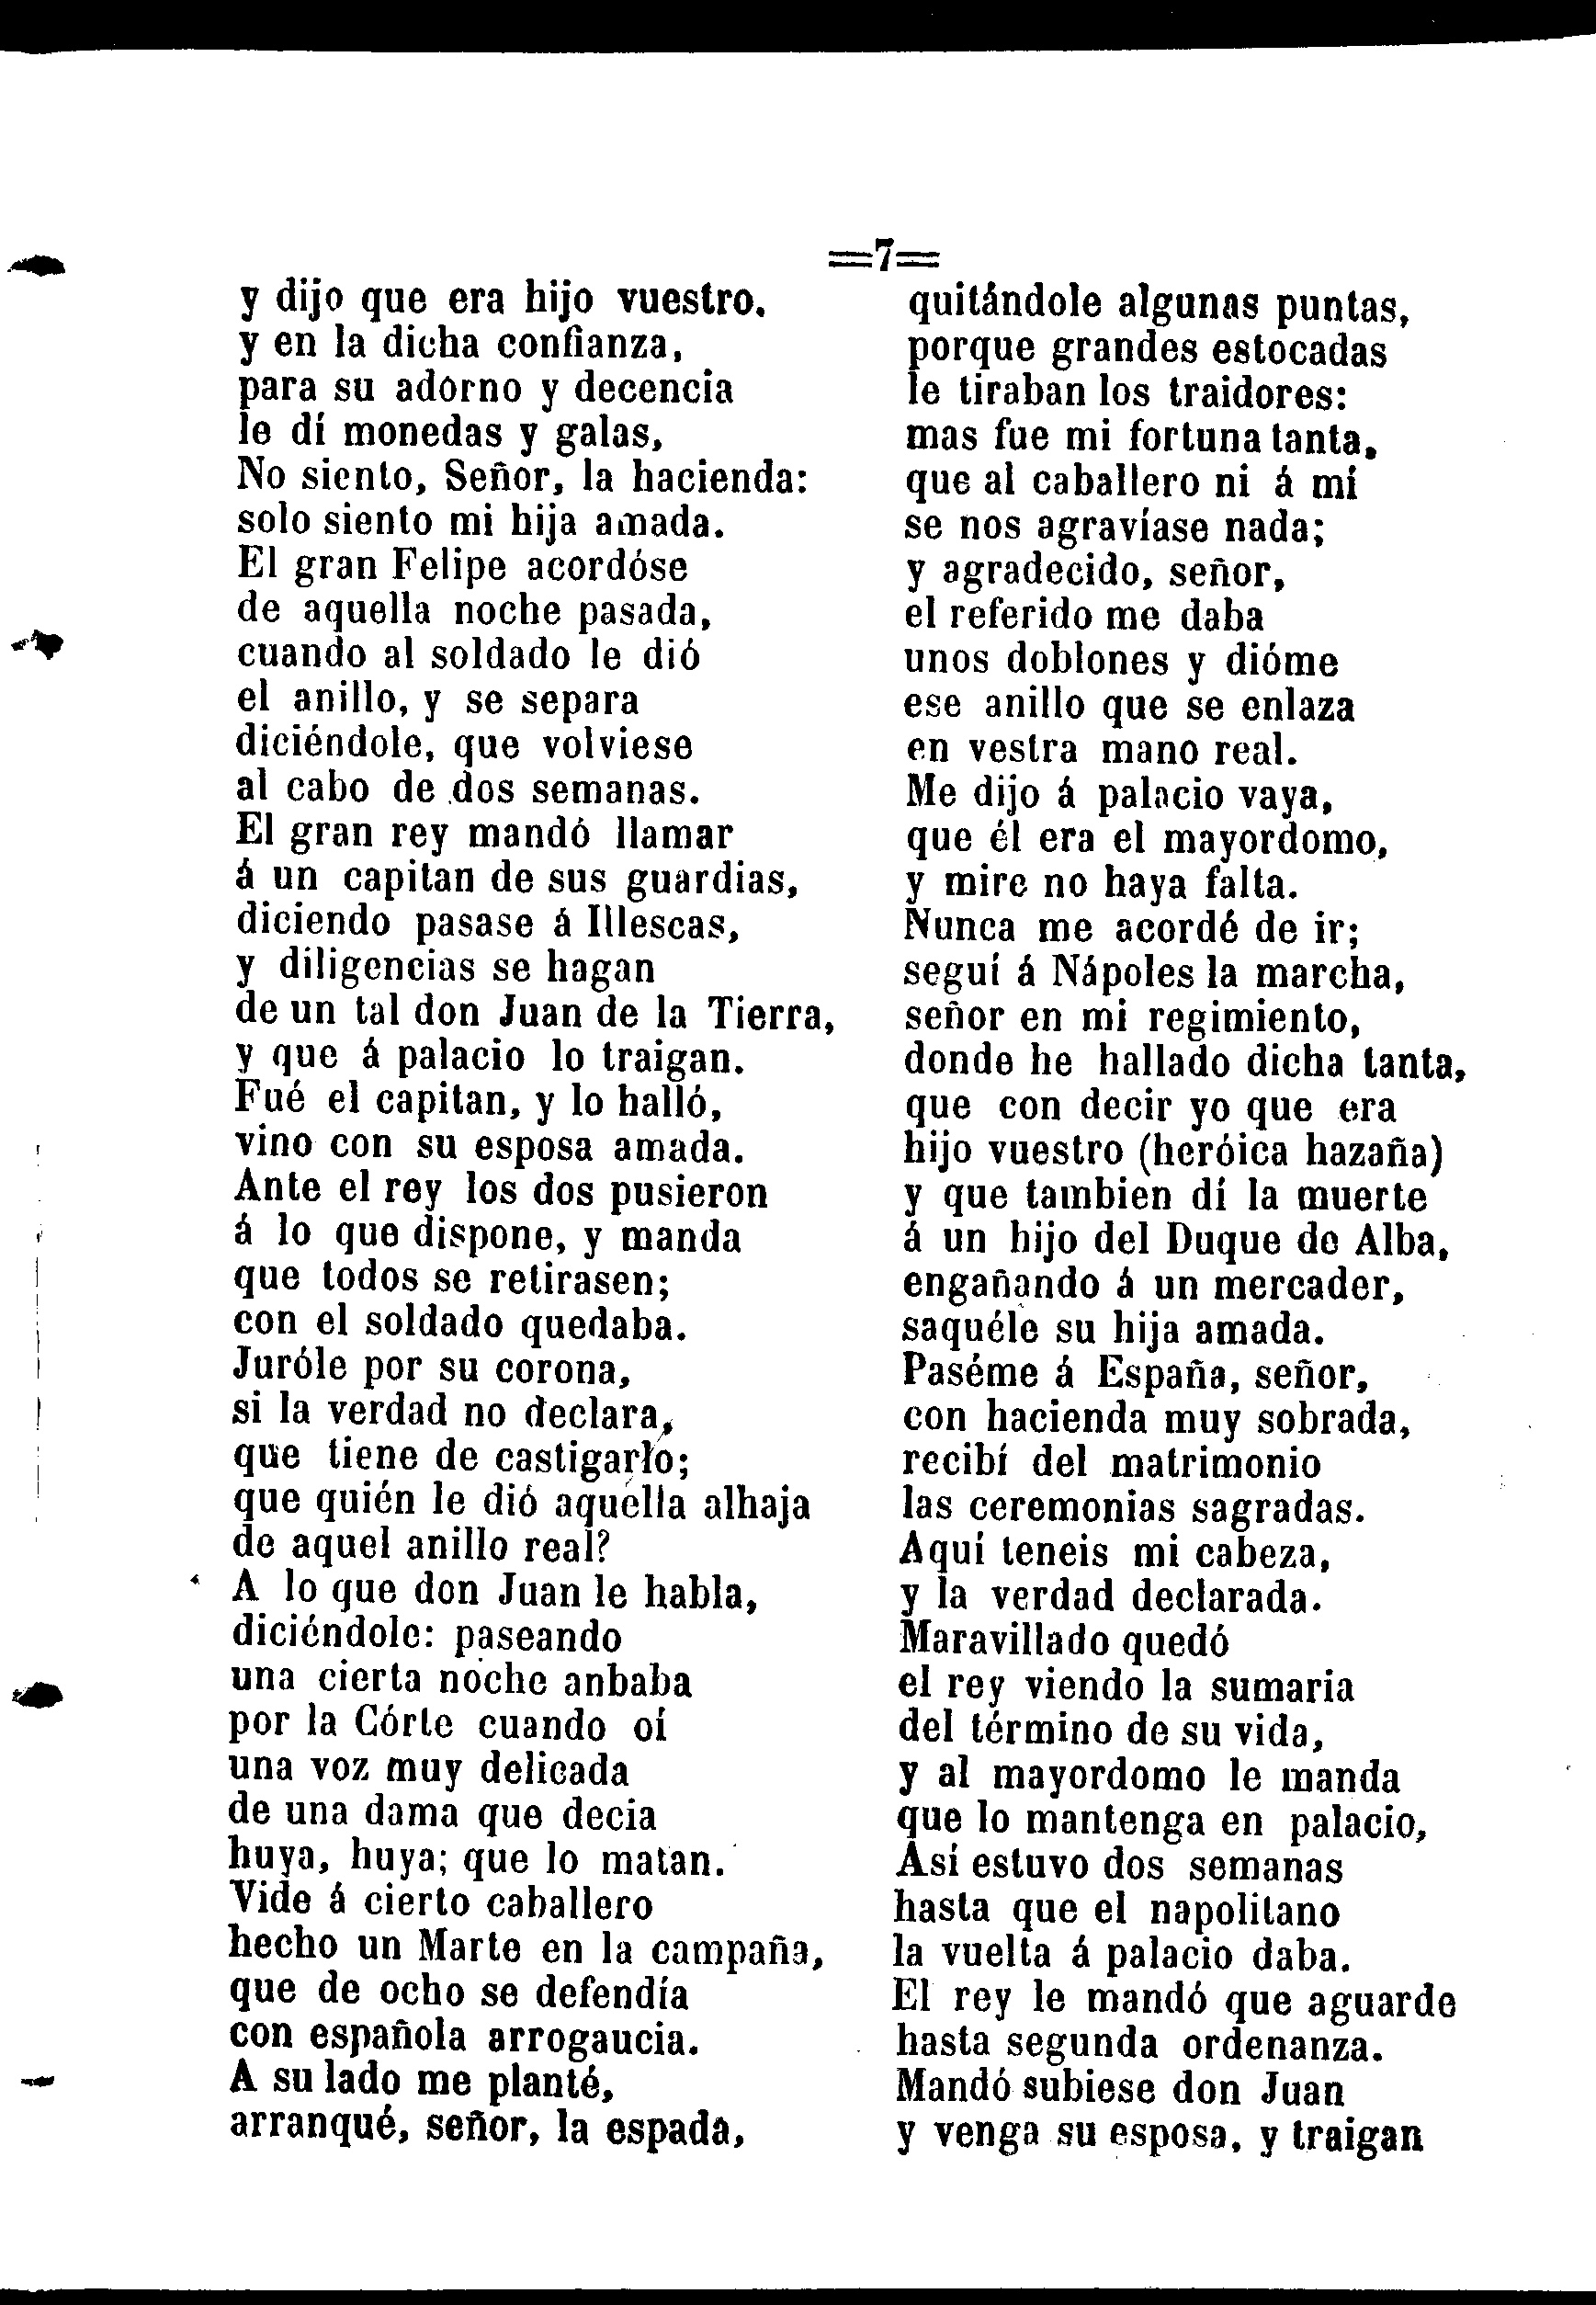 =7=
y dijo que era hijo vuestro.
y en la dicha confianza,
para su adorno y decencia
le dí monedas y galas,
No siento, Señor, la hacienda:
solo siento mi hija amada.
El gran Felipe acordóse
de aquella noche pasada,
cuando al soldado le dió
el anillo, y se separa
diciéndole, que volviese
al cabo de dos semanas.
El gran rey mandó llamar
á un capitan de sus guardias,
diciendo pasase á Illescas,
y diligencias se hagan
de un tal don Juan de la Tierra,
y que á palacio lo traigan.
Fué el capitan, y lo halló,
vino con su esposa amada.
Ante el rey los dos pusieron
á lo que dispone, y manda
que todos se retirasen;
con el soldado quedaba.
Juróle por su corona,
si la verdad no declara,
que tiene de castigarlo;
que quién le dió aquella alhaja
de aquel anillo real?
A lo que don Juan le habla,
diciéndole: paseando
una cierta noche anbaba
por la Córte cuando oí
una voz muy delicada
de una dama que decia
huya, huya; que lo matan.
Vide á cierto caballero
hecho un Marte en la campaña,
que de ocho se defendía
con española arrogaucia.
A su lado me planté,
arranqué, señor, la espada,
quitándole algunas puntas,
porque grandes estocadas
le tiraban los traidores:
mas fue mi fortuna tanta,
que al caballero ni á mí
se nos agravíase nada;
y agradecido, señor,
el referido me daba
unos doblones y dióme
ese anillo que se enlaza
en vestra mano real.
Me dijo á palacio vaya,
que él era el mayordomo,
y mire no haya falta.
Nunca me acordé de ir;
seguí á Nápoles la marcha,
señor en mi regimiento,
donde he hallado dicha tanta,
que con decir yo que era
hijo vuestro (heróica hazaña)
y que tambien dí la muerte
á un hijo del Duque de Alba,
engañando á un mercader,
saquéle su hija amada.
Paséme á España, señor,
con hacienda muy sobrada,
recibí del matrimonio
las ceremonias sagradas.
Aquí teneis mi cabeza,
y la verdad declarada.
Maravillado quedó
el rey viendo la sumaria
del término de su vida,
y al mayordomo le manda
que lo mantenga en palacio,
Así estuvo dos semanas
hasta que el napolitano
la vuelta á palacio daba.
El rey le mandó que aguarde
hasta segunda ordenanza.
Mandó subiese don Juan
y venga su esposa, y traigan